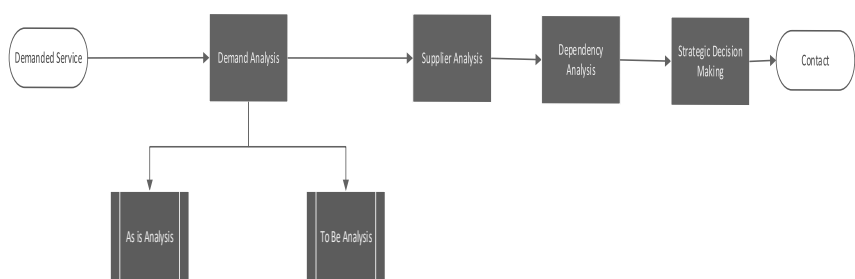 Demanded Service
Demand Analysis
Supplier Analysis
Dependency
Analysis
Strategic Decision
Making
Contact
As is Analysis
To Be Analysis